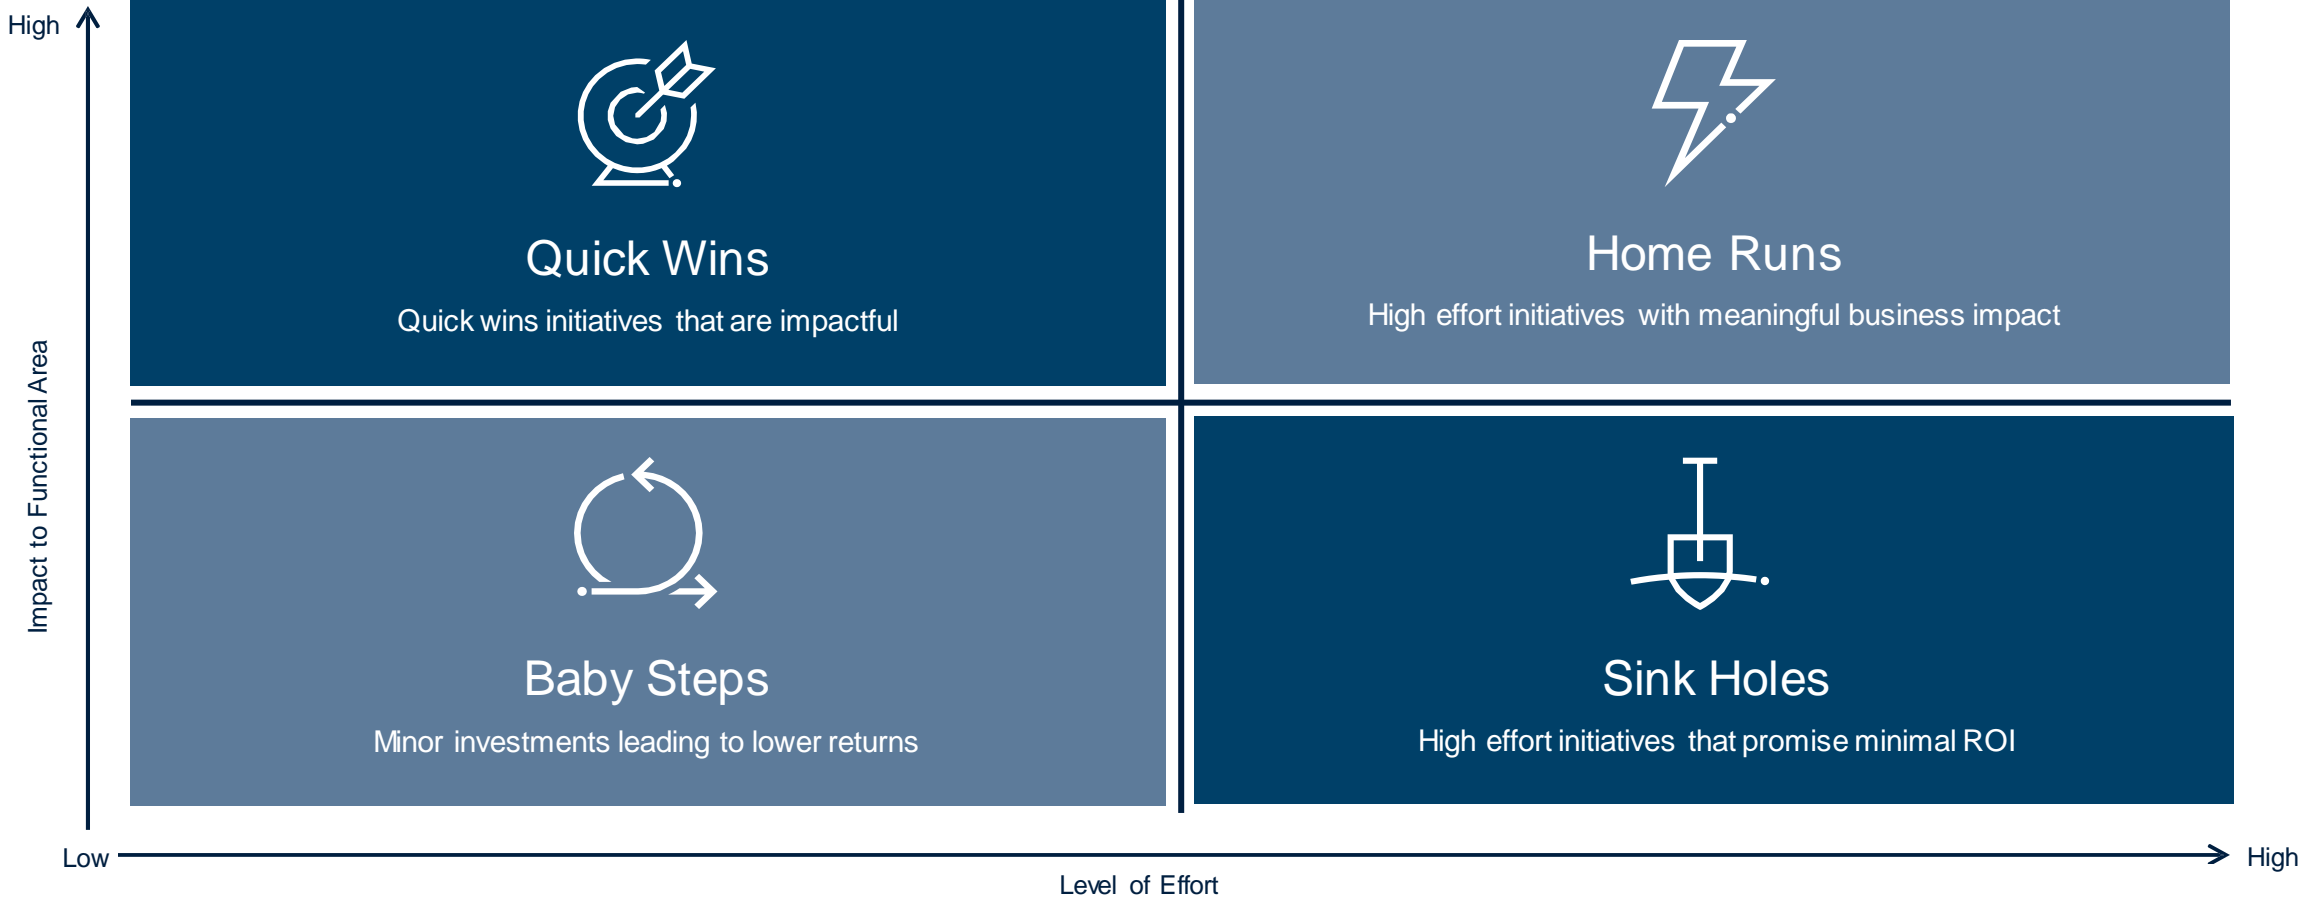 High
Quick Wins
Quick wins initiatives that are impactful
Home Runs
High effort initiatives with meaningful business impact
Impact to Functional Area
Baby Steps
Minor investments leading to lower returns
Sink Holes
High effort initiatives that promise minimal ROI
Low
High
Level of Effort